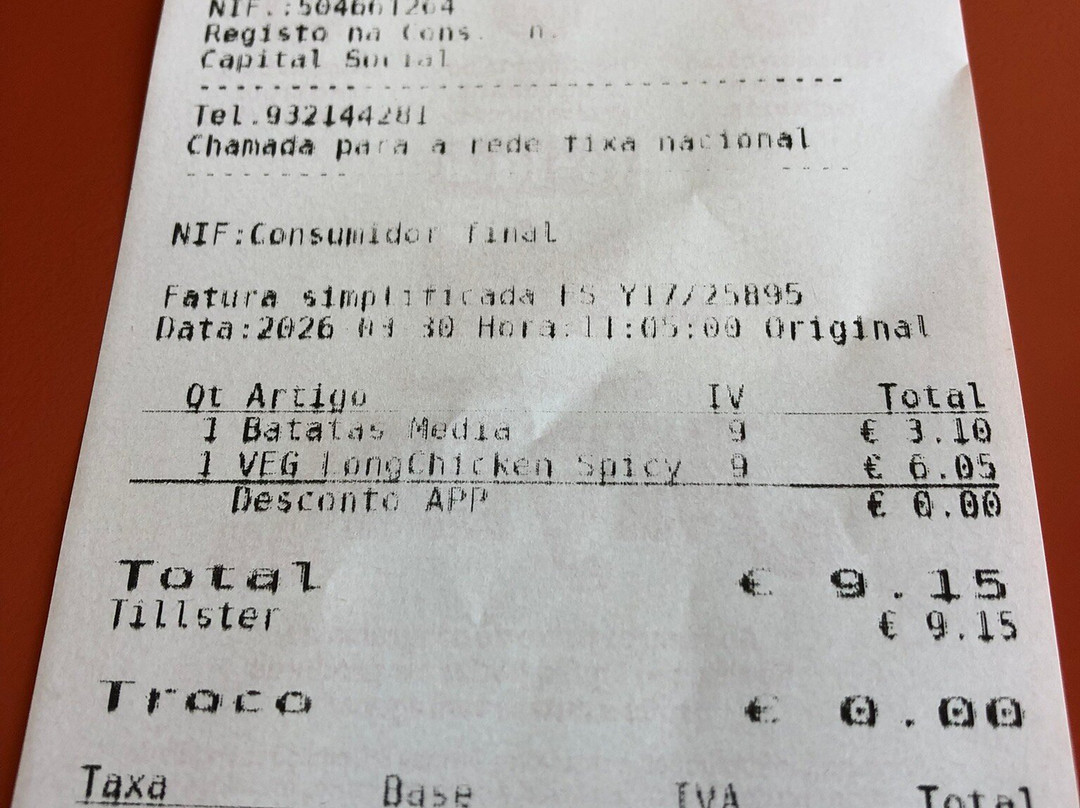 NIF.:504661264
Registo na Cons. n.
Capital Social
Tel.932144281
Chamada para a rede fixa nacional
NIF:Consumidor final
Fatura simplificada FS Y17/25895
Data:2026 30 Hora:11:05:00 Original
Qt Artigo IV Total
1 Batatas Media 9 € 3.10
1 VEG LongChicken Spicy 9 € 6.05
Desconto APP € 0.00
Total € 9.15
Tillster € 9.15
Troco € 0.00
Taxa Base IVA Total